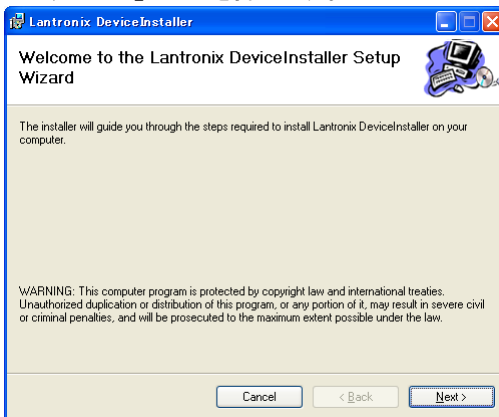 Lantronix DeviceInstaller
Welcome to the Lantronix DeviceInstaller Setup
Wizard
The installer will guide you through the steps required to install Lantronix DeviceInstaller on your
computer.
WARNING: This computer program is protected by copyright law and international treaties.
Unauthorized duplication or distribution of this program, or any portion of it, may result in severe civil
or criminal penalties, and will be prosecuted to the maximum extent possible under the law.
Cancel < Back Next >